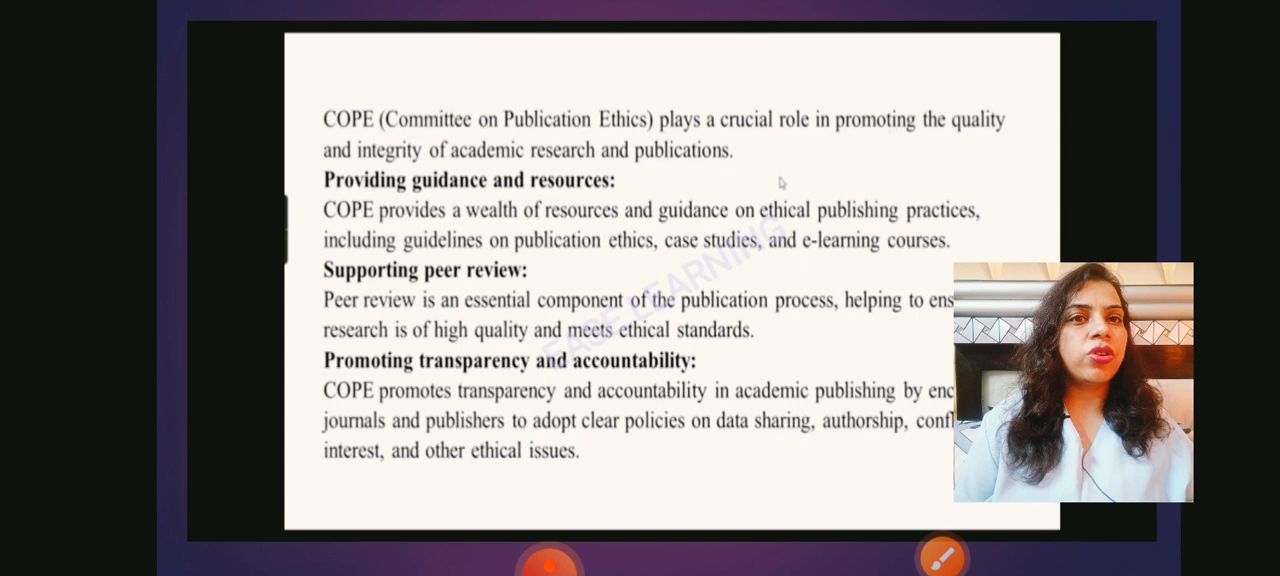 COPE (Committee on Publication Ethics) plays a crucial role in promoting the quality
and integrity of academic research and publications.
Providing guidance and resources:
COPE provides a wealth of resources and guidance on ethical publishing practices,
including guidelines on publication ethics, case studies, and e-learning courses.
Supporting peer review:
Peer review is an essential component of the publication process, helping to
research is of high quality and meets ethical standards.
Promoting transparency and accountability:
COPE promotes transparency and accountability in academic publishing by
journals and publishers to adopt clear policies on data sharing, authorship,
interest, and other ethical issues.
EASE LEARNING